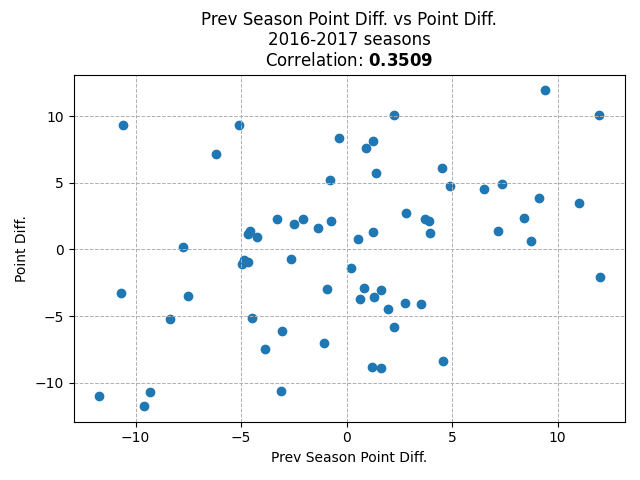 Prev Season Point Diff. vs Point Diff.
2016-2017 seasons
Correlation: 0.3509
Point Diff.
10
5
0
−5
−10
−10
−5
0
5
10
Prev Season Point Diff.